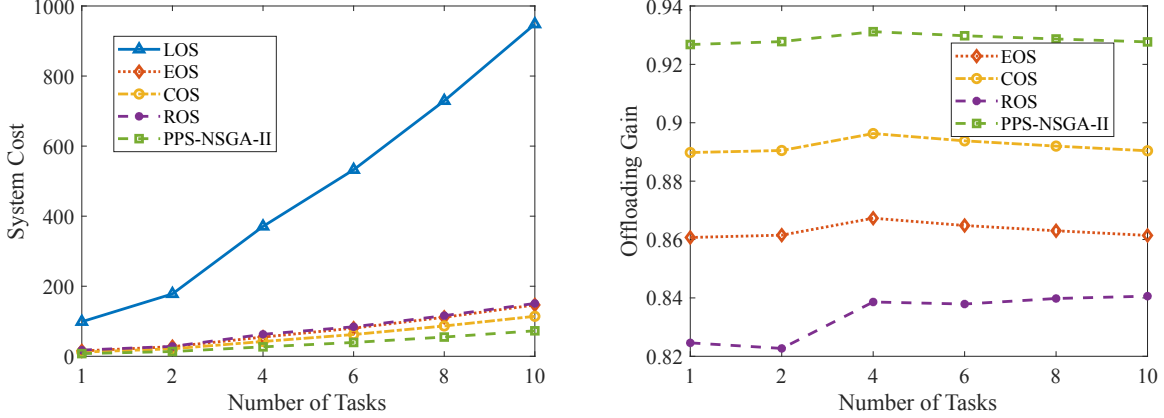 1000
800
600
400
200
0
System Cost
LOS
EOS
COS
ROS
PPS-NSGA-II
1 2 4 6 8 10
Number of Tasks
0.94
0.92
0.9
0.88
0.86
0.84
0.82
Offloading Gain
EOS
COS
ROS
PPS-NSGA-II
1 2 4 6 8 10
Number of Tasks